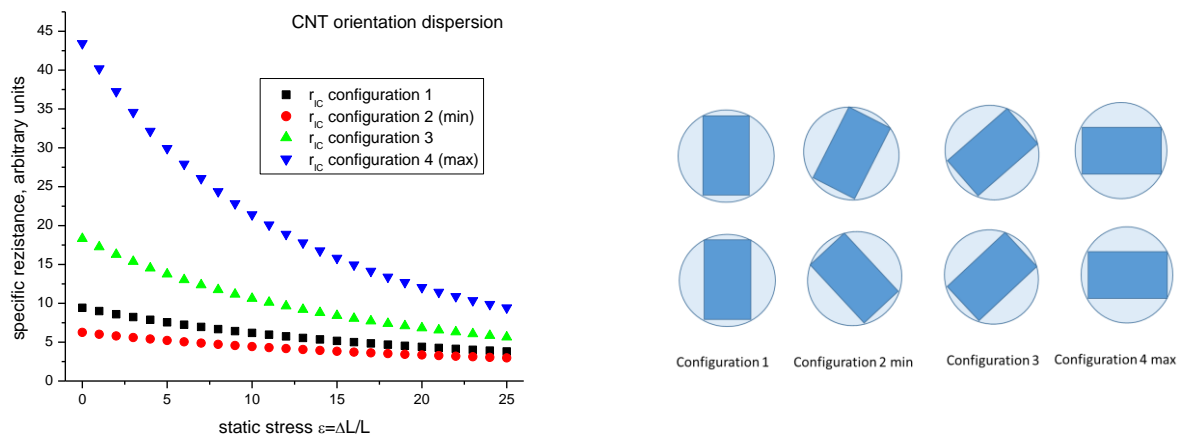 CNT orientation dispersion
r_IC configuration 1
r_IC configuration 2 (min)
r_IC configuration 3
r_IC configuration 4 (max)
specific rezistance, arbitrary units
45
40
35
30
25
20
15
10
5
0
0 5 10 15 20 25
static stress ε=ΔL/L
Configuration 1 Configuration 2 min Configuration 3 Configuration 4 max